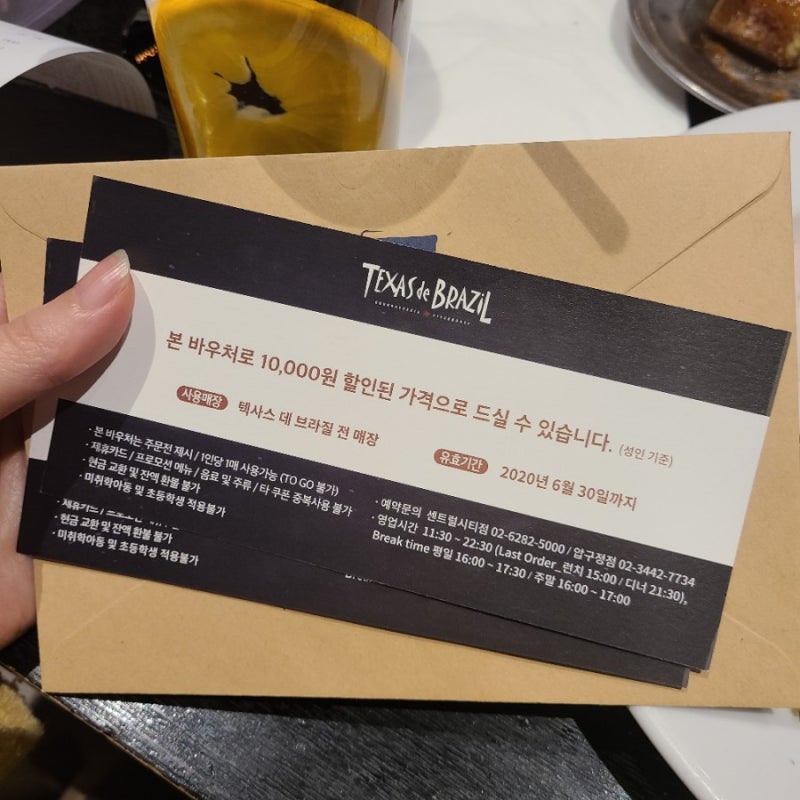 TEXAS de BRAZIL
본 바우처로 10,000원 할인된 가격으로 드실 수 있습니다. (성인 기준)
사용매장 텍사스 데 브라질 전 매장
유효기간 2020년 6월 30일까지
· 본 바우처는 주문전 제시 / 1인당 1매 사용가능 (TO GO 불가)
· 제휴카드 / 프로모션 메뉴 / 음료 및 주류 / 타 쿠폰 중복사용 불가
· 현금 교환 및 잔액 환불 불가
· 미취학아동 및 초등학생 적용불가
· 예약문의 센트럴시티점 02-6282-5000 / 압구정점 02-3442-7734
· 영업시간 11:30 ~ 22:30 (Last Order_런치 15:00 / 디너 21:30),
Break time 평일 16:00 ~ 17:30 / 주말 16:00 ~ 17:00
· 제휴카드 /
· 현금 교환 및 잔액 환불 불가
· 미취학아동 및 초등학생 적용불가